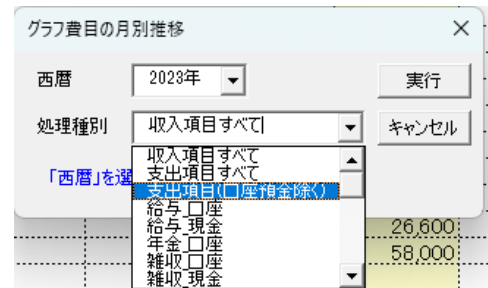 グラフ費目の月別推移
西暦 2023年 実行
処理種別 収入項目すべて キャンセル
収入項目すべて
「西暦」を選
支出項目すべて
支出項目(口座預金除く)
給与_口座
給与_現金
26,600
年金_口座
58,000
雑収_口座
雑収_現金